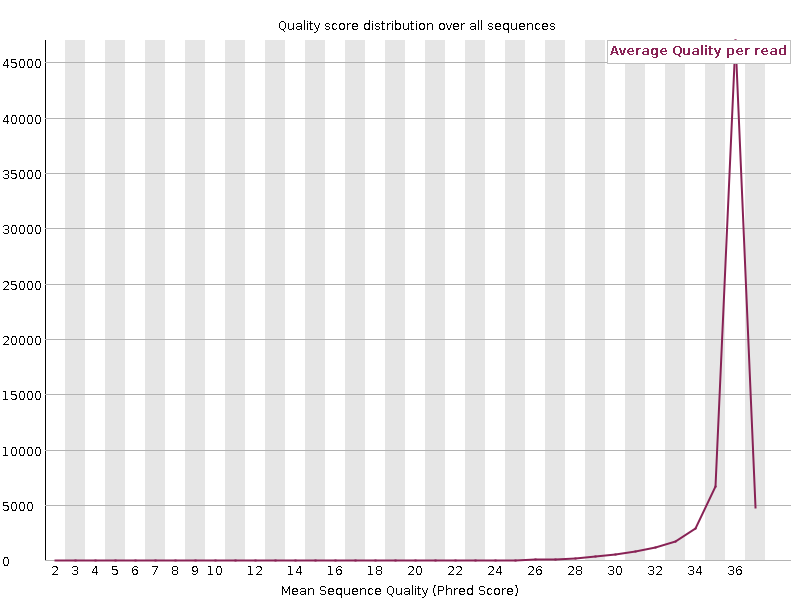 Quality score distribution over all sequences
Average Quality per read
45000
40000
35000
30000
25000
20000
15000
10000
5000
0
2 3 4 5 6 7 8 9 10 12 14 16 18 20 22 24 26 28 30 32 34 36
Mean Sequence Quality (Phred Score)